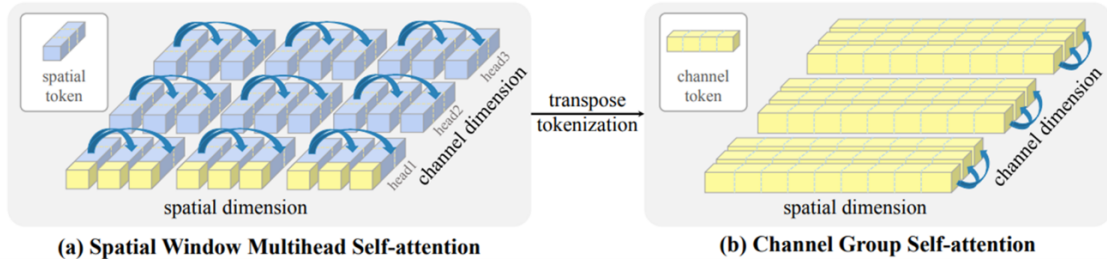 spatial
token
head1
head2
head3
channel dimension
spatial dimension
(a) Spatial Window Multihead Self-attention
transpose
tokenization
channel
token
channel dimension
spatial dimension
(b) Channel Group Self-attention